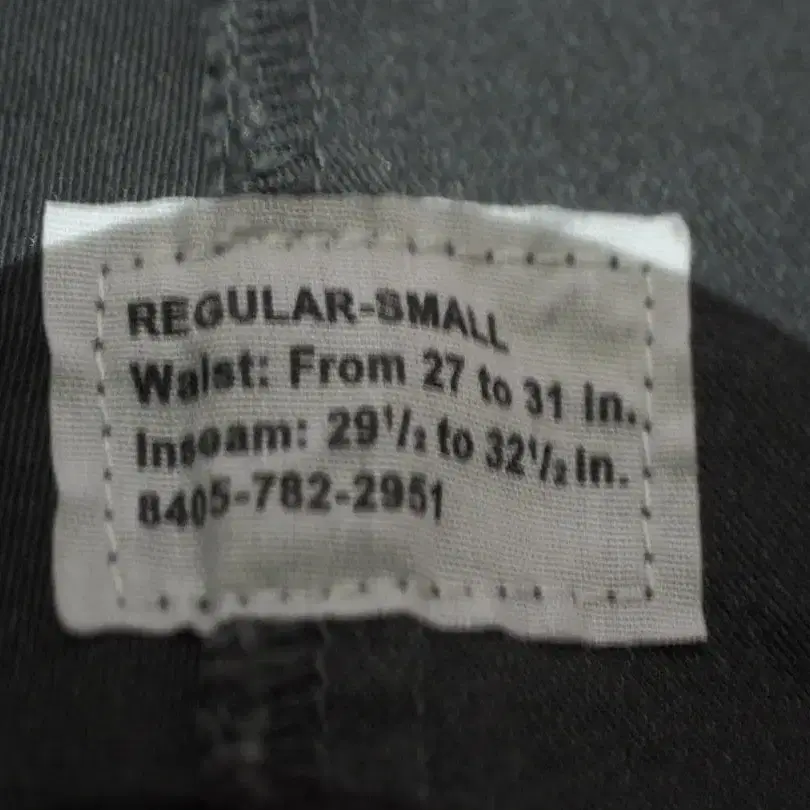 REGULAR-SMALL
Waist: From 27 to 31 In.
Inseam: 29¹/₂ to 32¹/₂ in.
8405-782-2951